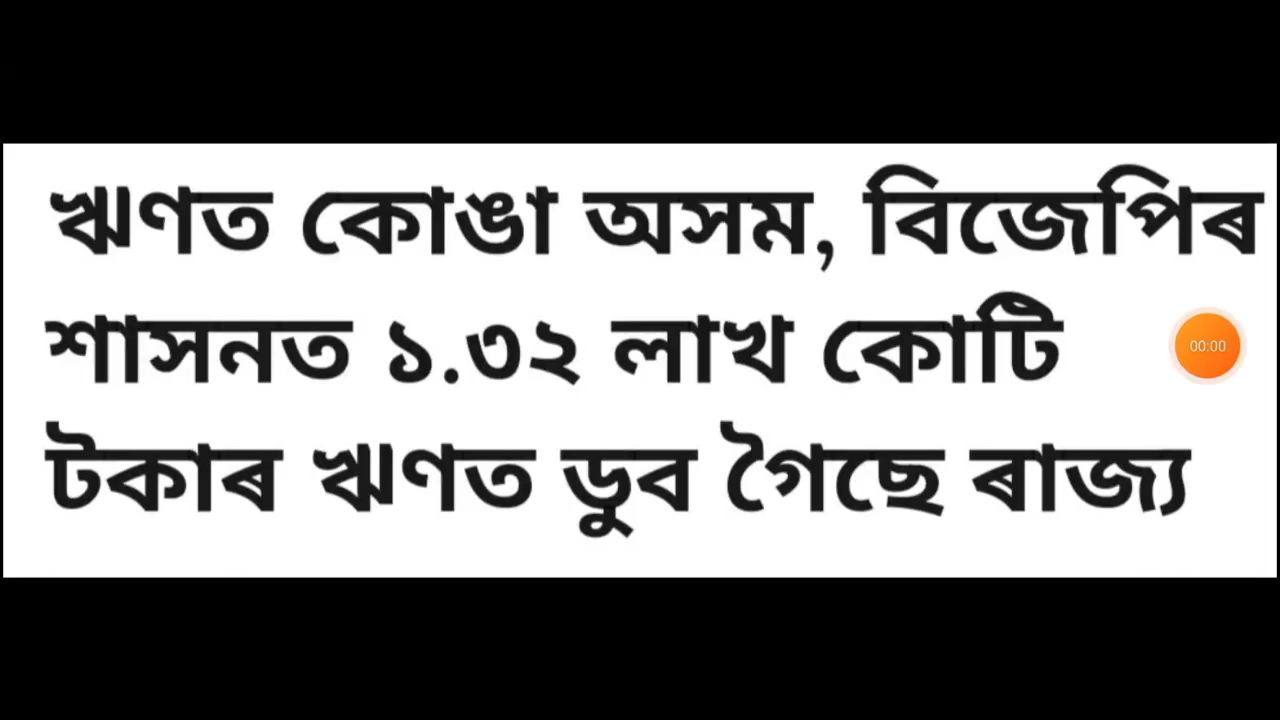 ঋণত কোঙা অসম, বিজেপিৰ
শাসনত ১.৩২ লাখ কোটি
00:00
টকাৰ ঋণত ডুব গৈছে ৰাজ্য